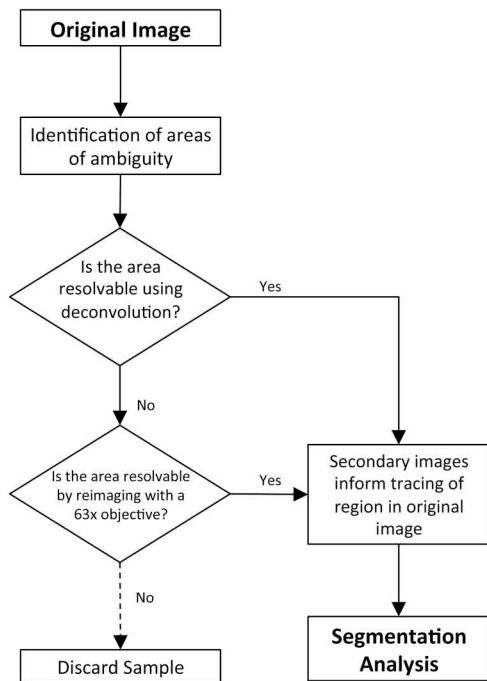 Original Image
Identification of areas
of ambiguity
Is the area
resolvable using
deconvolution?
Yes
No
Is the area resolvable
by reimaging with a
63x objective?
Yes
Secondary images
inform tracing of
region in original
image
No
Discard Sample
Segmentation
Analysis